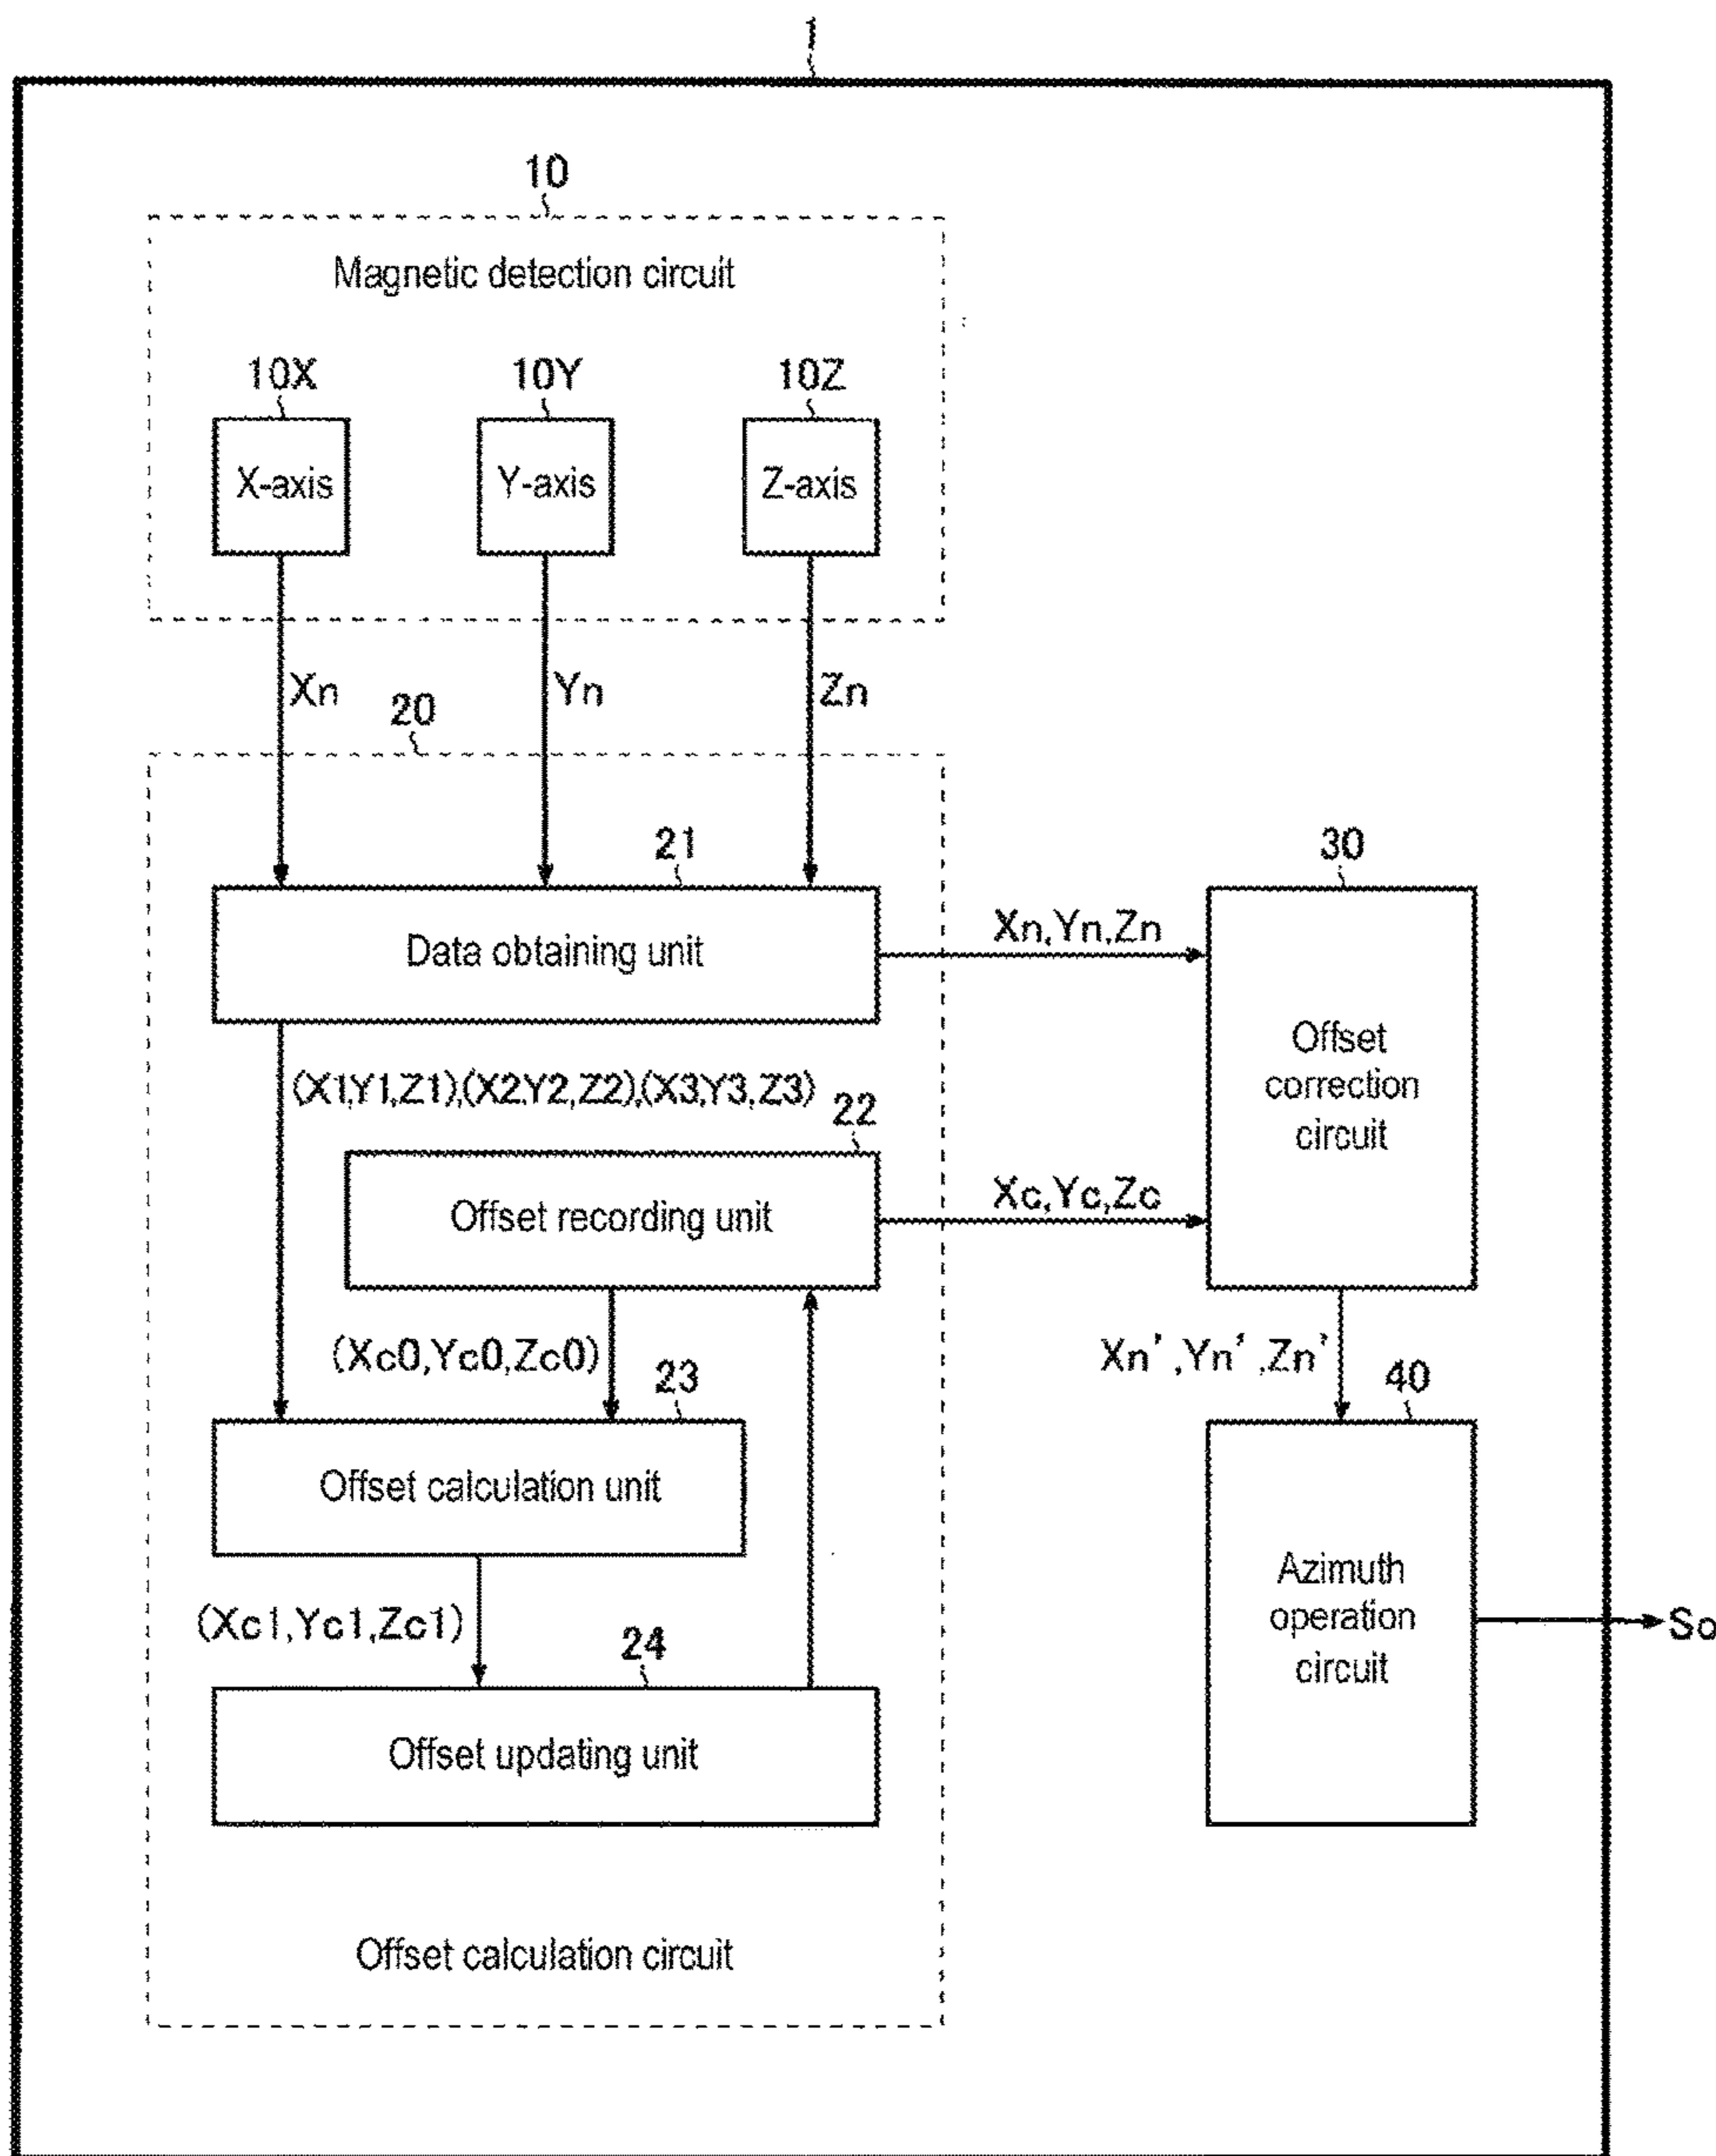 1
10
Magnetic detection circuit
10X
10Y
10Z
X-axis
Y-axis
Z-axis
Xn
Yn
Zn
20
21
30
Data obtaining unit
Xn,Yn,Zn
Offset
correction
circuit
(X1,Y1,Z1),(X2,Y2,Z2),(X3,Y3,Z3)
22
Offset recording unit
Xc,Yc,Zc
(Xc0,Yc0,Zc0)
23
Xn',Yn',Zn'
40
Offset calculation unit
Azimuth
operation
circuit
So
(Xc1,Yc1,Zc1)
24
Offset updating unit
Offset calculation circuit